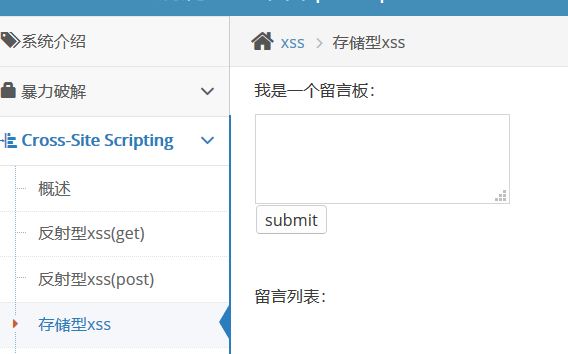 系统介绍
暴力破解
Cross-Site Scripting
概述
反射型xss(get)
反射型xss(post)
存储型xss
xss > 存储型xss
我是一个留言板：
submit
留言列表：